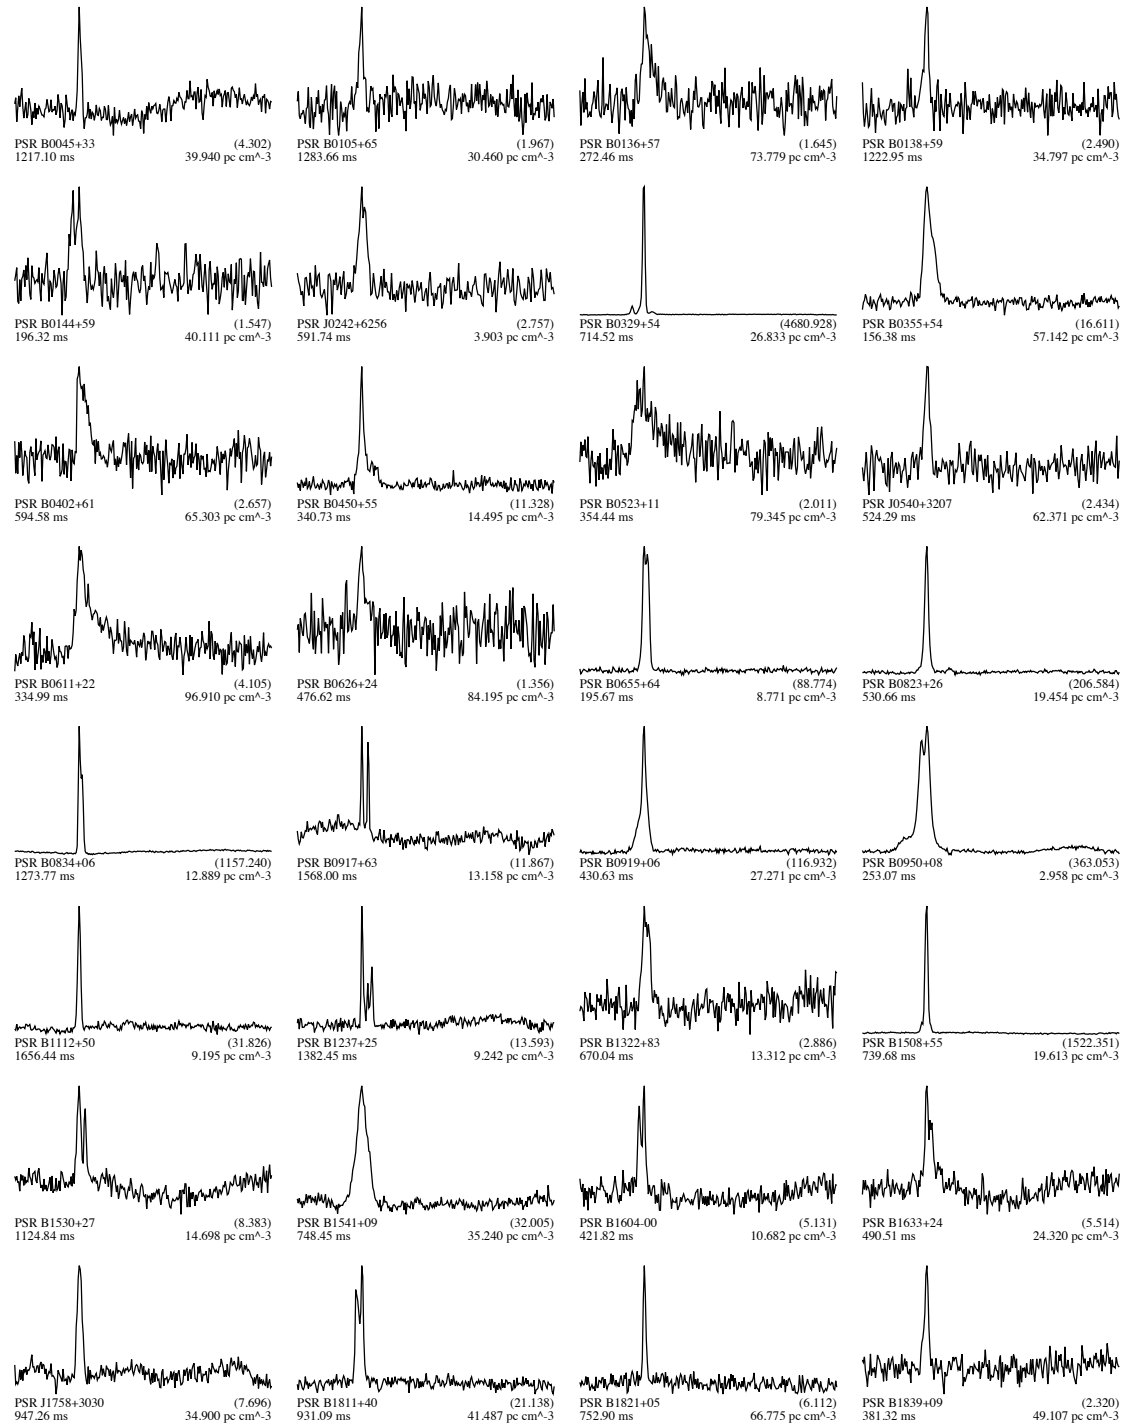 PSR B0045+33 (4.302)
1217.10 ms 39.940 pc cm^-3
PSR B0105+65 (1.967)
1283.66 ms 30.460 pc cm^-3
PSR B0136+57 (1.645)
272.46 ms 73.779 pc cm^-3
PSR B0138+59 (2.490)
1222.95 ms 34.797 pc cm^-3
PSR B0144+59 (1.547)
196.32 ms 40.111 pc cm^-3
PSR J0242+6256 (2.757)
591.74 ms 3.903 pc cm^-3
PSR B0329+54 (4680.928)
714.52 ms 26.833 pc cm^-3
PSR B0355+54 (16.611)
156.38 ms 57.142 pc cm^-3
PSR B0402+61 (2.657)
594.58 ms 65.303 pc cm^-3
PSR B0450+55 (11.328)
340.73 ms 14.495 pc cm^-3
PSR B0523+11 (2.011)
354.44 ms 79.345 pc cm^-3
PSR J0540+3207 (2.434)
524.29 ms 62.371 pc cm^-3
PSR B0611+22 (4.105)
334.99 ms 96.910 pc cm^-3
PSR B0626+24 (1.356)
476.62 ms 84.195 pc cm^-3
PSR B0655+64 (88.774)
195.67 ms 8.771 pc cm^-3
PSR B0823+26 (206.584)
530.66 ms 19.454 pc cm^-3
PSR B0834+06 (1157.240)
1273.77 ms 12.889 pc cm^-3
PSR B0917+63 (11.867)
1568.00 ms 13.158 pc cm^-3
PSR B0919+06 (116.932)
430.63 ms 27.271 pc cm^-3
PSR B0950+08 (363.053)
253.07 ms 2.958 pc cm^-3
PSR B1112+50 (31.826)
1656.44 ms 9.195 pc cm^-3
PSR B1237+25 (13.593)
1382.45 ms 9.242 pc cm^-3
PSR B1322+83 (2.886)
670.04 ms 13.312 pc cm^-3
PSR B1508+55 (1522.351)
739.68 ms 19.613 pc cm^-3
PSR B1530+27 (8.383)
1124.84 ms 14.698 pc cm^-3
PSR B1541+09 (32.005)
748.45 ms 35.240 pc cm^-3
PSR B1604-00 (5.131)
421.82 ms 10.682 pc cm^-3
PSR B1633+24 (5.514)
490.51 ms 24.320 pc cm^-3
PSR J1758+3030 (7.696)
947.26 ms 34.900 pc cm^-3
PSR B1811+40 (21.138)
931.09 ms 41.487 pc cm^-3
PSR B1821+05 (6.112)
752.90 ms 66.775 pc cm^-3
PSR B1839+09 (2.320)
381.32 ms 49.107 pc cm^-3